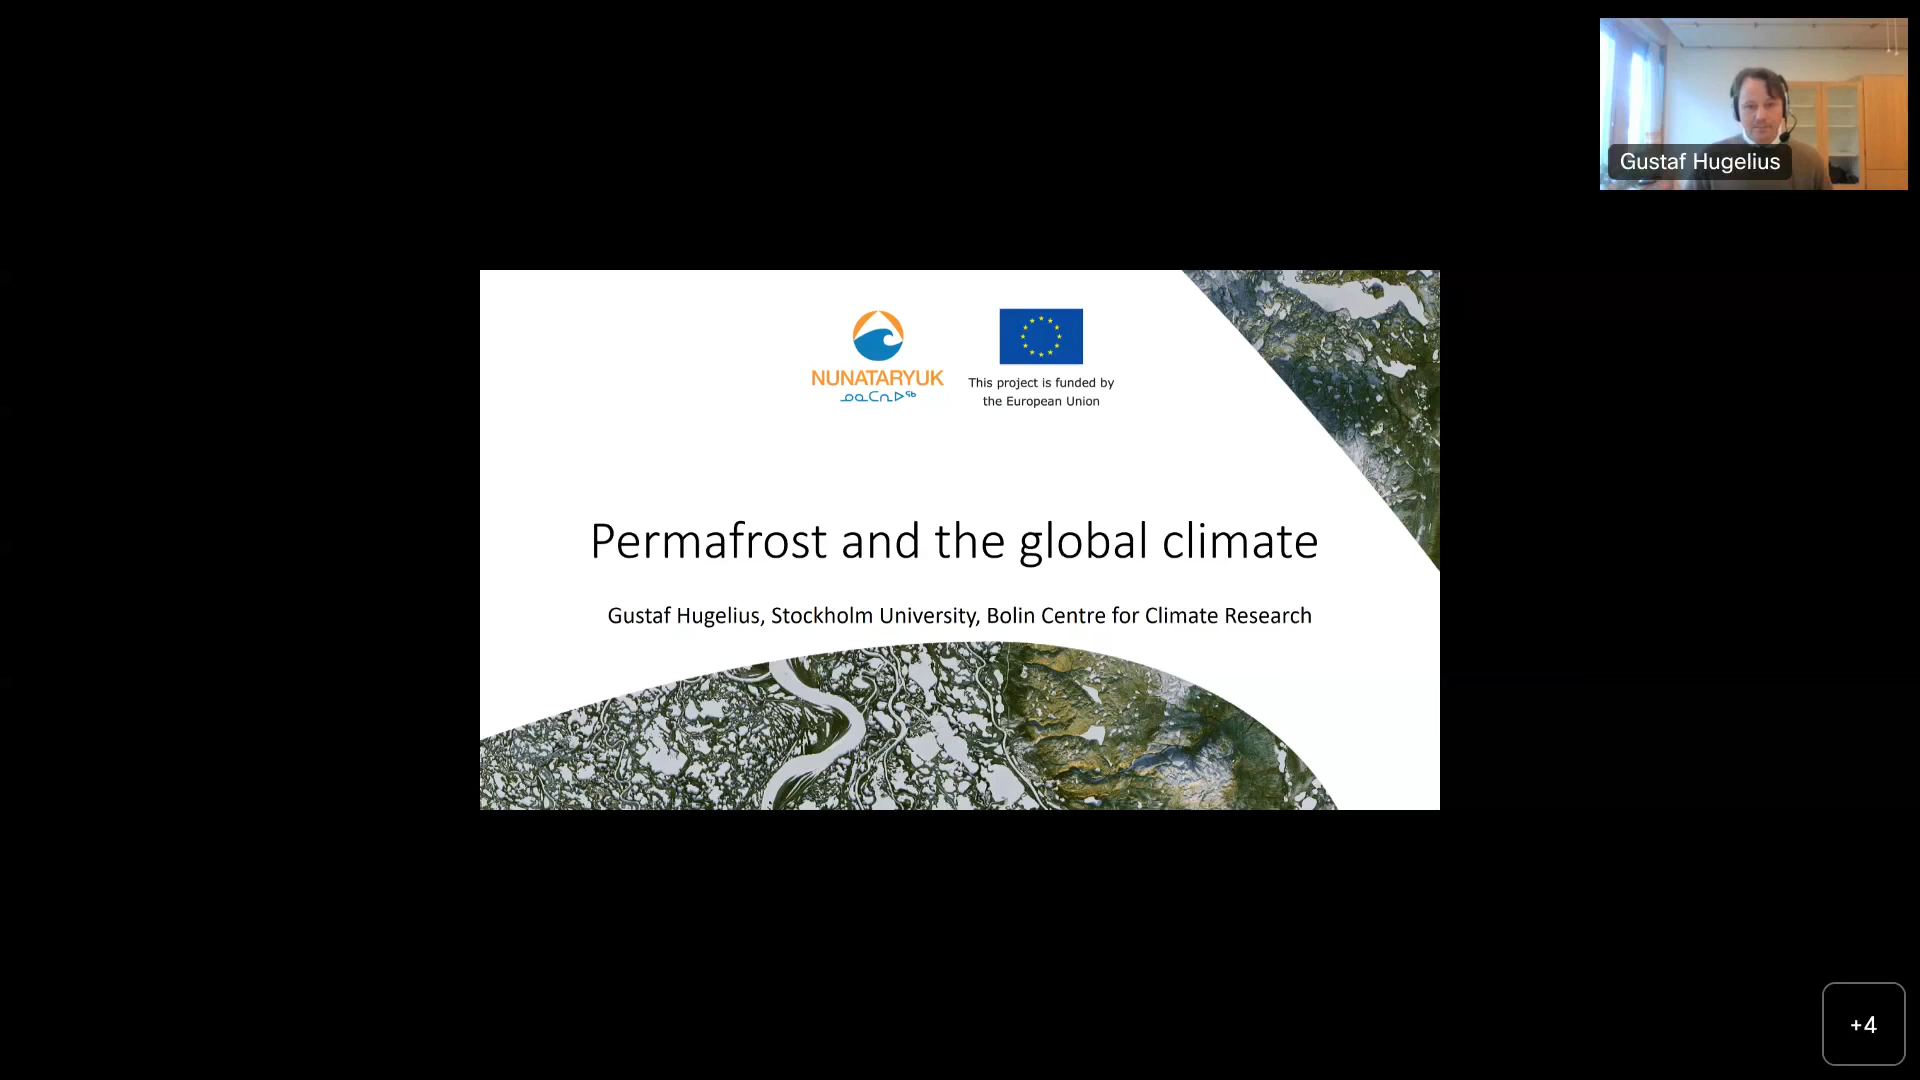 Gustaf Hugelius
NUNATARYUK
ᓄᓇᑕᕆᐅᖅ
This project is funded by
the European Union
Permafrost and the global climate
Gustaf Hugelius, Stockholm University, Bolin Centre for Climate Research
+4